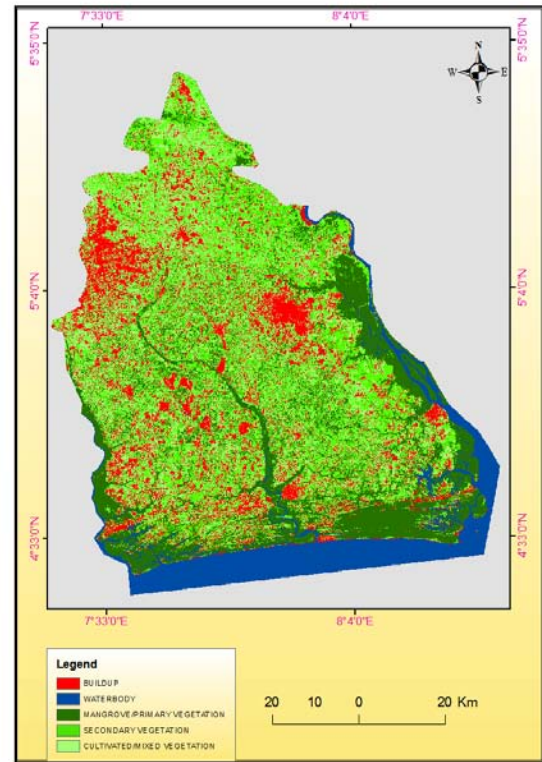 7°33'0"E 8°4'0"E
5°35'0"N 5°35'0"N
N
W E
S
5°4'0"N 5°4'0"N
4°33'0"N 4°33'0"N
7°33'0"E 8°4'0"E
Legend
BUILDUP
WATERBODY
MANGROVE/PRIMARY VEGETATION
SECONDARY VEGETATION
CULTIVATED/MIXED VEGETATION
20 10 0 20 Km